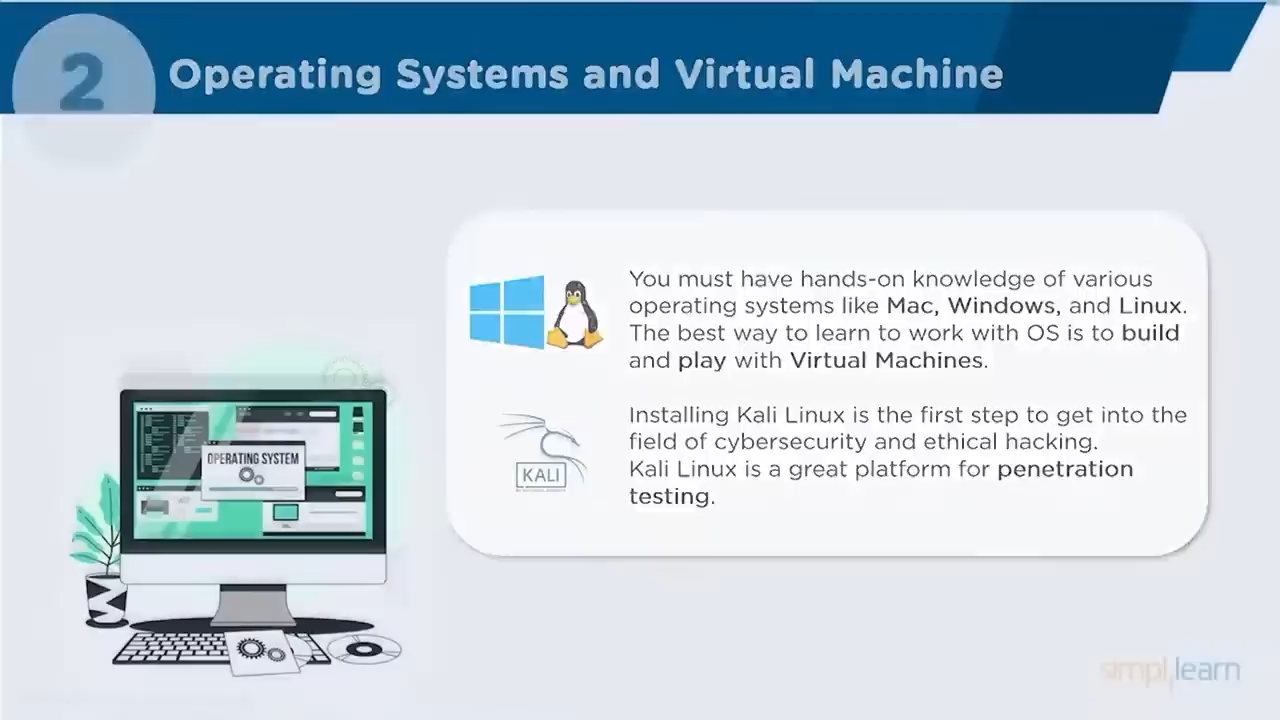 2
Operating Systems and Virtual Machine
You must have hands-on knowledge of various
operating systems like Mac, Windows, and Linux.
The best way to learn to work with OS is to build
and play with Virtual Machines.
Installing Kali Linux is the first step to get into the
field of cybersecurity and ethical hacking.
Kali Linux is a great platform for penetration
testing.
KALI
OPERATING SYSTEM
simplilearn